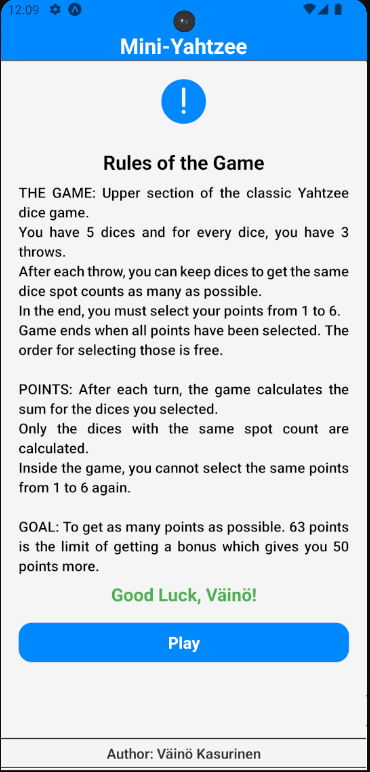 12:09
Mini-Yahtzee
!
Rules of the Game
THE GAME: Upper section of the classic Yahtzee
dice game.
You have 5 dices and for every dice, you have 3
throws.
After each throw, you can keep dices to get the same
dice spot counts as many as possible.
In the end, you must select your points from 1 to 6.
Game ends when all points have been selected. The
order for selecting those is free.
POINTS: After each turn, the game calculates the
sum for the dices you selected.
Only the dices with the same spot count are
calculated.
Inside the game, you cannot select the same points
from 1 to 6 again.
GOAL: To get as many points as possible. 63 points
is the limit of getting a bonus which gives you 50
points more.
Good Luck, Väinö!
Play
Author: Väinö Kasurinen